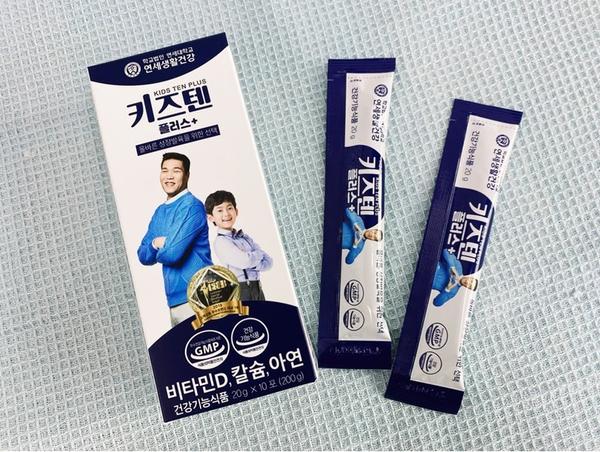 학교법인 연세대학교
연세생활건강
KIDS TEN PLUS
키즈텐
플러스+
올바른 성장발육을 위한 선택
GMP
건강
기능식품
비타민D, 칼슘, 아연
건강기능식품 20g X 10포 (200g)
연세생활건강
건강기능식품 20g
키즈텐
플러스+
GMP
연세생활건강
건강기능식품 20g
키즈텐
플러스+
GMP